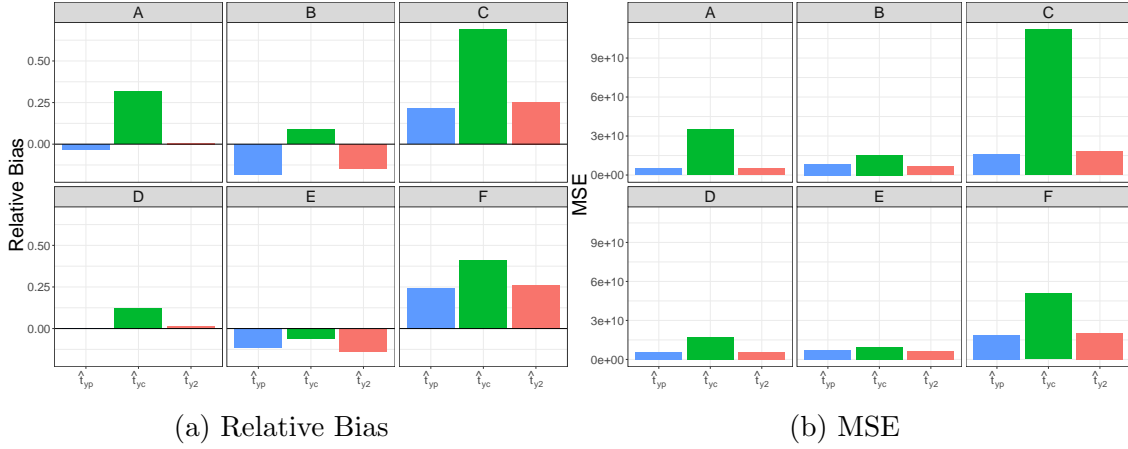 A B C
0.50
0.25
0.00
D E F
0.50
0.25
0.00
Relative Bias
t̂yp t̂yc t̂y2 t̂yp t̂yc t̂y2 t̂yp t̂yc t̂y2
(a) Relative Bias
A B C
9e+10
6e+10
3e+10
0e+00
D E F
9e+10
6e+10
3e+10
0e+00
MSE
t̂yp t̂yc t̂y2 t̂yp t̂yc t̂y2 t̂yp t̂yc t̂y2
(b) MSE